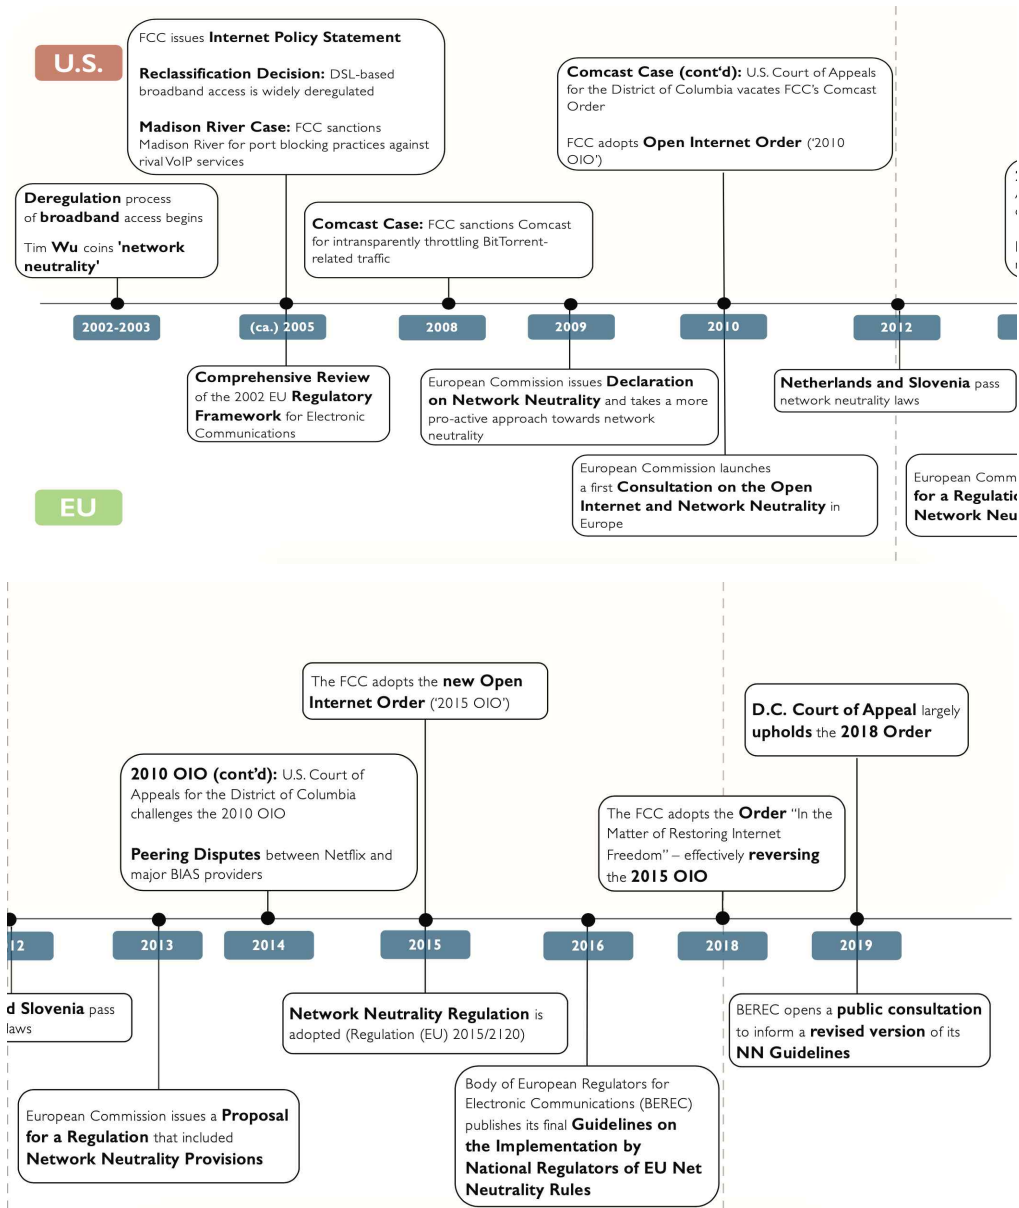 U.S.
FCC issues Internet Policy Statement
Reclassification Decision: DSL-based
broadband access is widely deregulated
Madison River Case: FCC sanctions
Madison River for port blocking practices against
rival VoIP services
Comcast Case (cont'd): U.S. Court of Appeals
for the District of Columbia vacates FCC's Comcast
Order
FCC adopts Open Internet Order ('2010
OIO')
Deregulation process
of broadband access begins
Tim Wu coins 'network
neutrality'
Comcast Case: FCC sanctions Comcast
for intransparently throttling BitTorrent-
related traffic
2002-2003
(ca.) 2005
2008
2009
2010
2012
Comprehensive Review
of the 2002 EU Regulatory
Framework for Electronic
Communications
European Commission issues Declaration
on Network Neutrality and takes a more
pro-active approach towards network
neutrality
Netherlands and Slovenia pass
network neutrality laws
European Commission launches
a first Consultation on the Open
Internet and Network Neutrality in
Europe
European Comm
for a Regulatio
Network Neu
EU
The FCC adopts the new Open
Internet Order ('2015 OIO')
D.C. Court of Appeal largely
upholds the 2018 Order
2010 OIO (cont'd): U.S. Court of
Appeals for the District of Columbia
challenges the 2010 OIO
Peering Disputes between Netflix and
major BIAS providers
The FCC adopts the Order “In the
Matter of Restoring Internet
Freedom” – effectively reversing
the 2015 OIO
12
2013
2014
2015
2016
2018
2019
d Slovenia pass
laws
Network Neutrality Regulation is
adopted (Regulation (EU) 2015/2120)
BEREC opens a public consultation
to inform a revised version of its
NN Guidelines
European Commission issues a Proposal
for a Regulation that included
Network Neutrality Provisions
Body of European Regulators for
Electronic Communications (BEREC)
publishes its final Guidelines on
the Implementation by
National Regulators of EU Net
Neutrality Rules